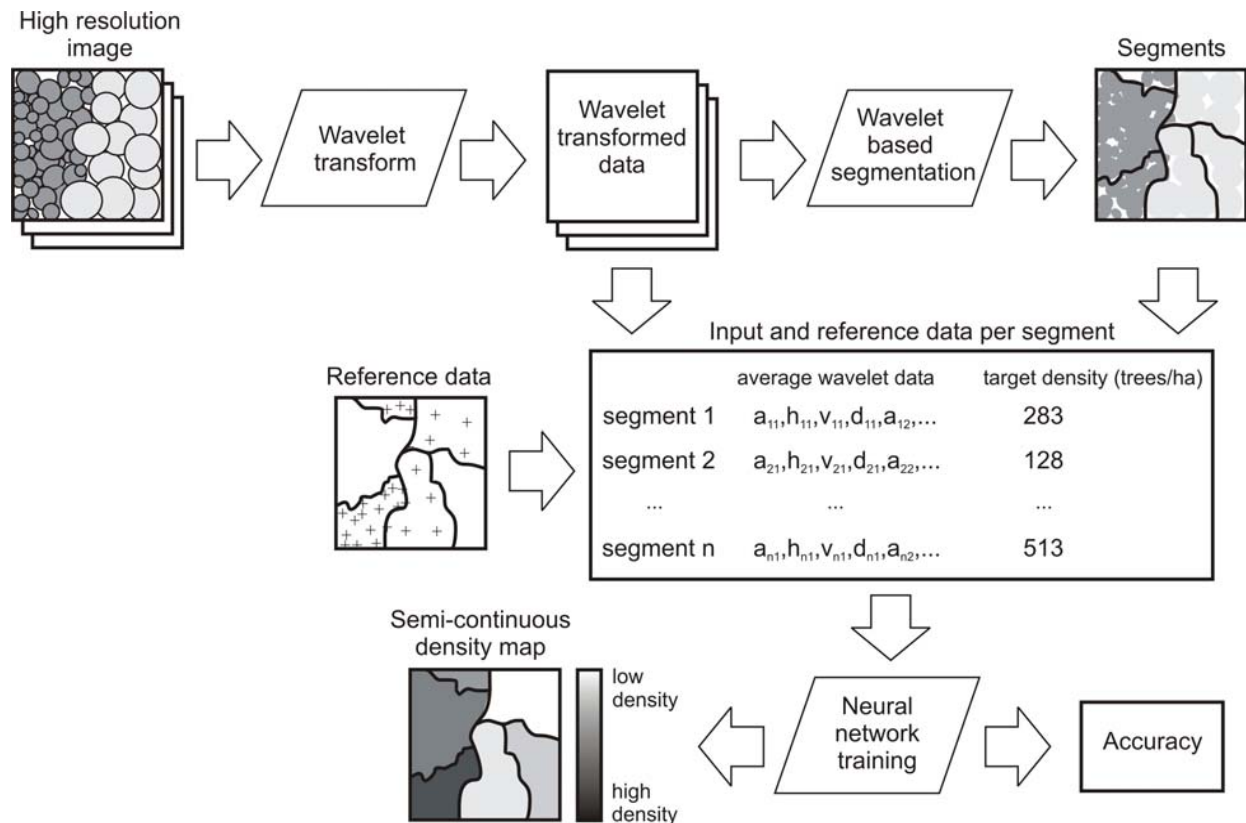 High resolution
image
Wavelet
transform
Wavelet
transformed
data
Wavelet
based
segmentation
Segments
Input and reference data per segment
Reference data
average wavelet data target density (trees/ha)
segment 1 a₁₁,h₁₁,v₁₁,d₁₁,a₁₂,... 283
segment 2 a₂₁,h₂₁,v₂₁,d₂₁,a₂₂,... 128
... ... ...
segment n aₙ₁,hₙ₁,vₙ₁,dₙ₁,aₙ₂,... 513
Semi-continuous
density map
low
density
high
density
Neural
network
training
Accuracy